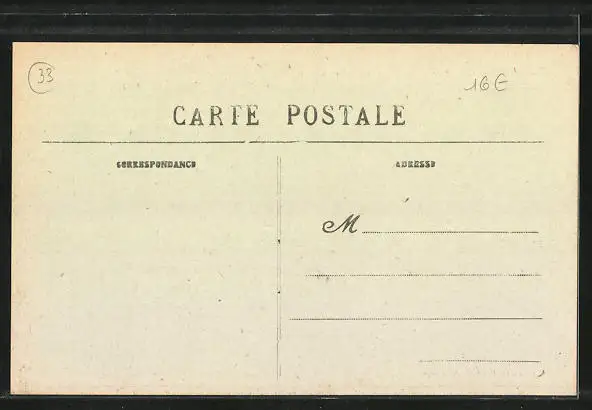 33
16€
CARTE POSTALE
CORRESPONDANCE
ADRESSE
M